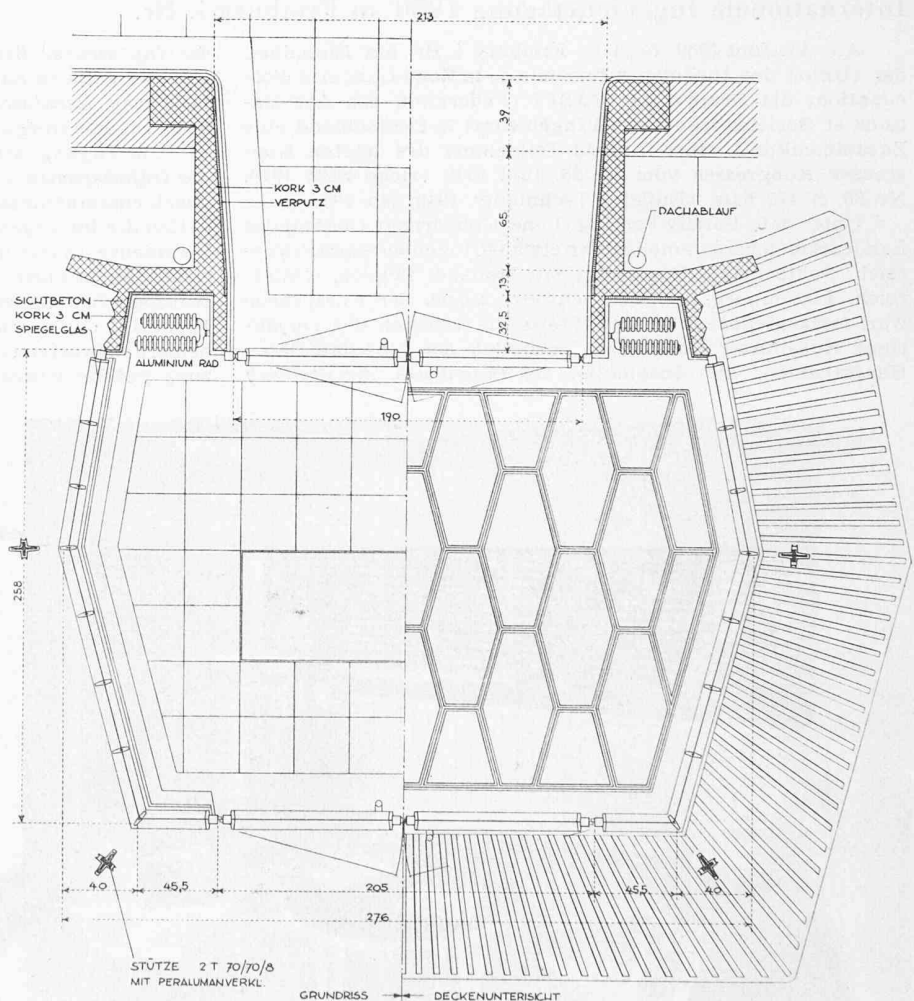 213
39
65
13
32,5
KORK 3 CM
VERPUTZ
DACHABLAUF
SICHTBETON
KORK 3 CM
SPIEGELGLAS
ALUMINIUM RAD
190
258
40
45,5
205
45,5
40
276
STÜTZE 2 T 70/70/8
MIT PERALUMANVERKL.
GRUNDRISS
DECKENUNTERSICHT